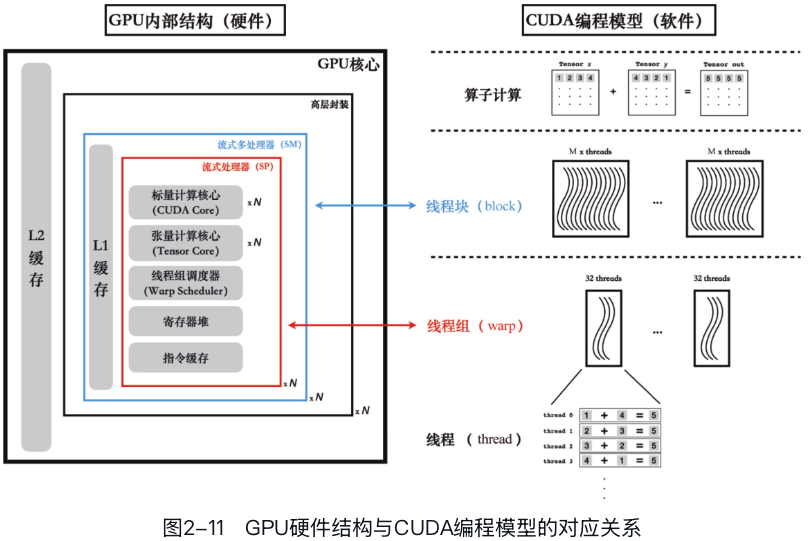 GPU内部结构（硬件）
CUDA编程模型（软件）
GPU核心
高层封装
流式多处理器（SM）
流式处理器（SP）
L2
缓存
L1
缓存
标量计算核心
(CUDA Core)
x N
张量计算核心
(Tensor Core)
x N
线程组调度器
(Warp Scheduler)
寄存器堆
指令缓存
x N
x N
x N
算子计算
Tensor x
Tensor y
Tensor out
1 2 3 4
+
4 3 2 1
=
5 5 5 5
M x threads
M x threads
线程块（block）
...
32 threads
32 threads
线程组（warp）
...
线程 （thread）
thread 0 1 + 4 = 5
thread 1 2 + 3 = 5
thread 2 3 + 2 = 5
thread 3 4 + 1 = 5
图2-11 GPU硬件结构与CUDA编程模型的对应关系